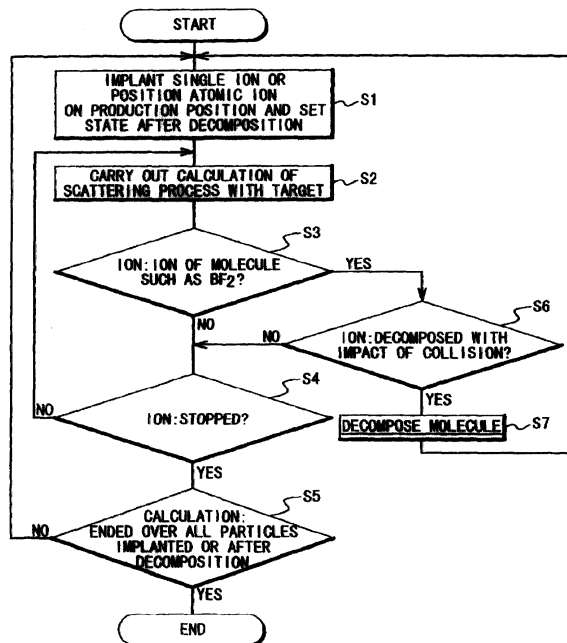 START
IMPLANT SINGLE ION OR
POSITION ATOMIC ION
ON PRODUCTION POSITION AND SET
STATE AFTER DECOMPOSITION
S1
CARRY OUT CALCULATION OF
SCATTERING PROCESS WITH TARGET
S2
S3
ION:ION OF MOLECULE
SUCH AS BF2?
YES
NO
S6
ION:DECOMPOSED WITH
IMPACT OF COLLISION?
NO
YES
S7
DECOMPOSE MOLECULE
S4
ION:STOPPED?
NO
YES
S5
CALCULATION:
ENDED OVER ALL PARTICLES
IMPLANTED OR AFTER
DECOMPOSITION
NO
YES
END